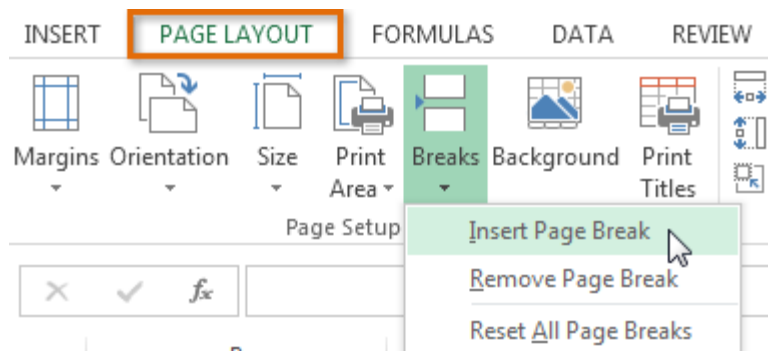 INSERT PAGE LAYOUT FORMULAS DATA REVIEW
Margins Orientation Size Print Area Breaks Background Print Titles
Page Setup
Insert Page Break
Remove Page Break
fx
Reset All Page Breaks